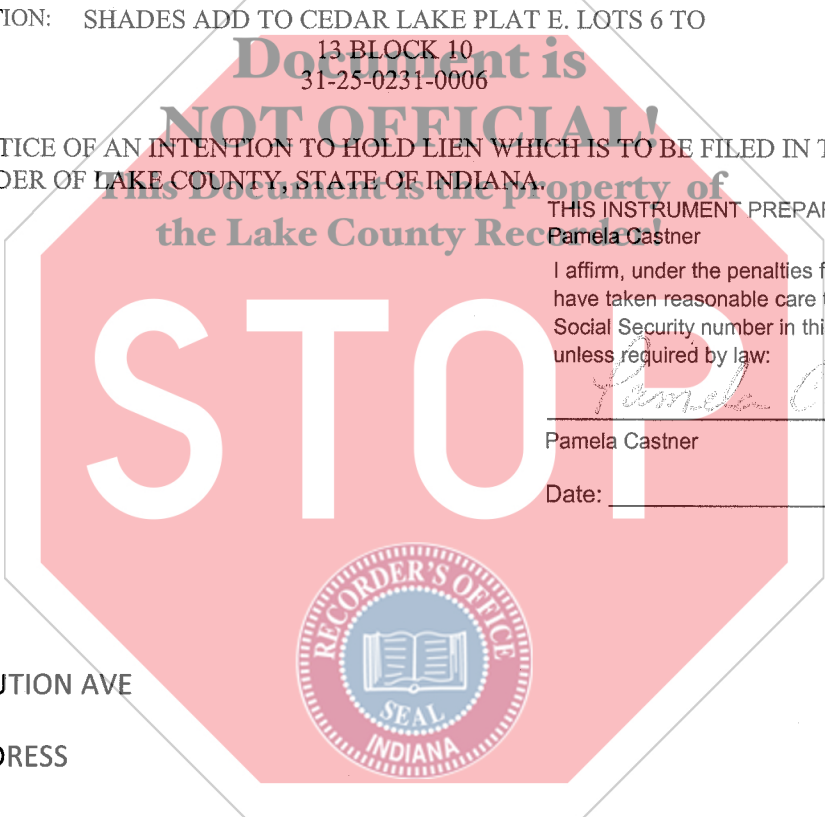 TION: SHADES ADD TO CEDAR LAKE PLAT E. LOTS 6 TO
13 BLOCK 10
31-25-0231-0006
Document is
NOT OFFICIAL!
This Document is the property of
the Lake County Recorder!
TICE OF AN INTENTION TO HOLD LIEN WHICH IS TO BE FILED IN T
DER OF LAKE COUNTY, STATE OF INDIANA.
THIS INSTRUMENT PREPAR
Pamela Castner
I affirm, under the penalties f
have taken reasonable care t
Social Security number in thi
unless required by law:
Pamela C
Pamela Castner
Date:
STOP
RECORDER'S OFFICE
SEAL
INDIANA
UTION AVE
DRESS